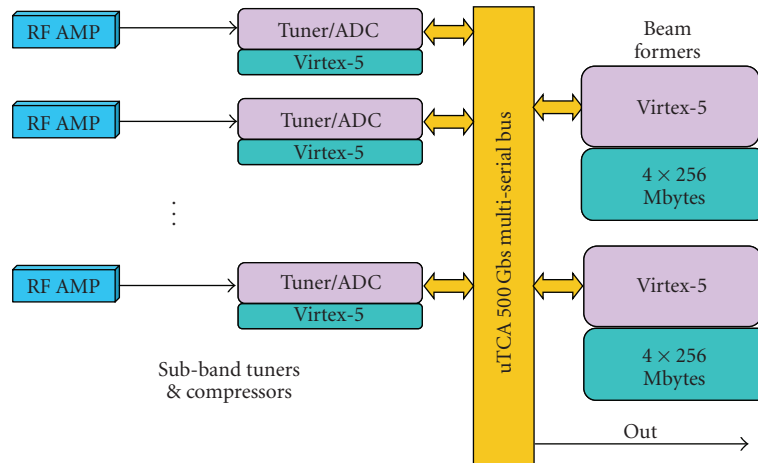 RF AMP
Tuner/ADC
Virtex-5
RF AMP
Tuner/ADC
Virtex-5
⋮
RF AMP
Tuner/ADC
Virtex-5
Sub-band tuners
& compressors
uTCA 500 Gbs multi-serial bus
Beam
formers
Virtex-5
4 × 256
Mbytes
Virtex-5
4 × 256
Mbytes
Out